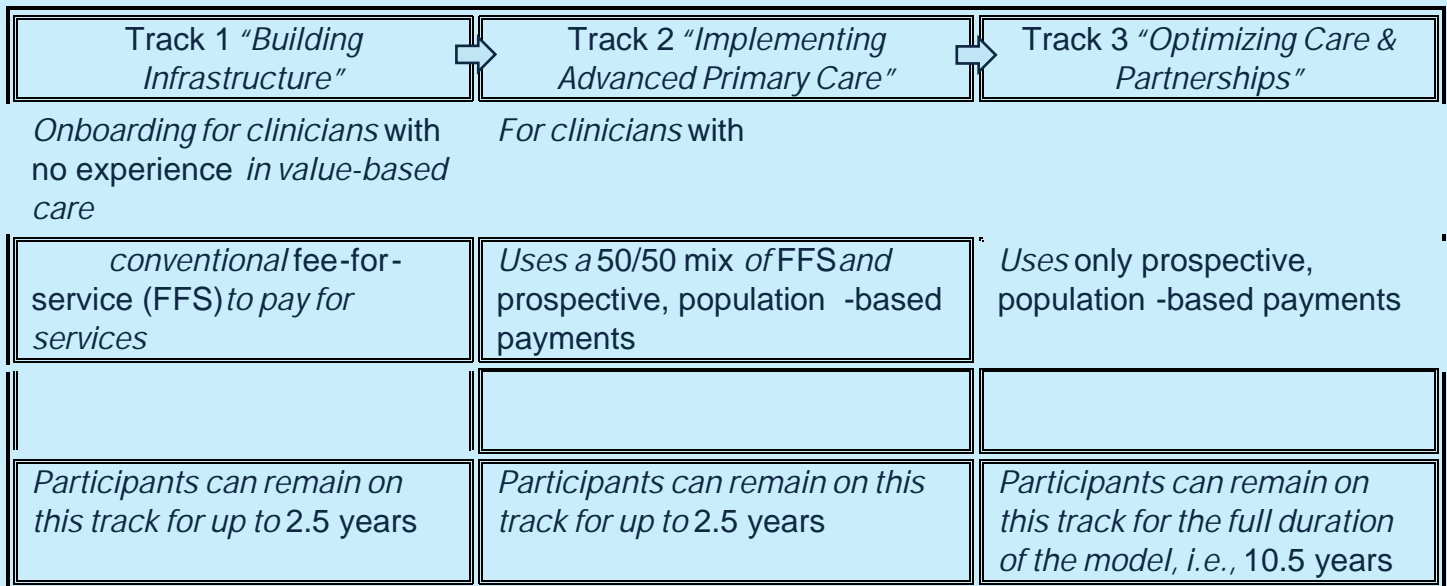 Track 1 “Building
Infrastructure”
Track 2 “Implementing
Advanced Primary Care”
Track 3 “Optimizing Care &
Partnerships”
Onboarding for clinicians with
no experience in value-based
care
For clinicians with
conventional fee-for-
service (FFS) to pay for
services
Uses a 50/50 mix of FFS and
prospective, population -based
payments
Uses only prospective,
population -based payments
Participants can remain on
this track for up to 2.5 years
Participants can remain on this
track for up to 2.5 years
Participants can remain on
this track for the full duration
of the model, i.e., 10.5 years